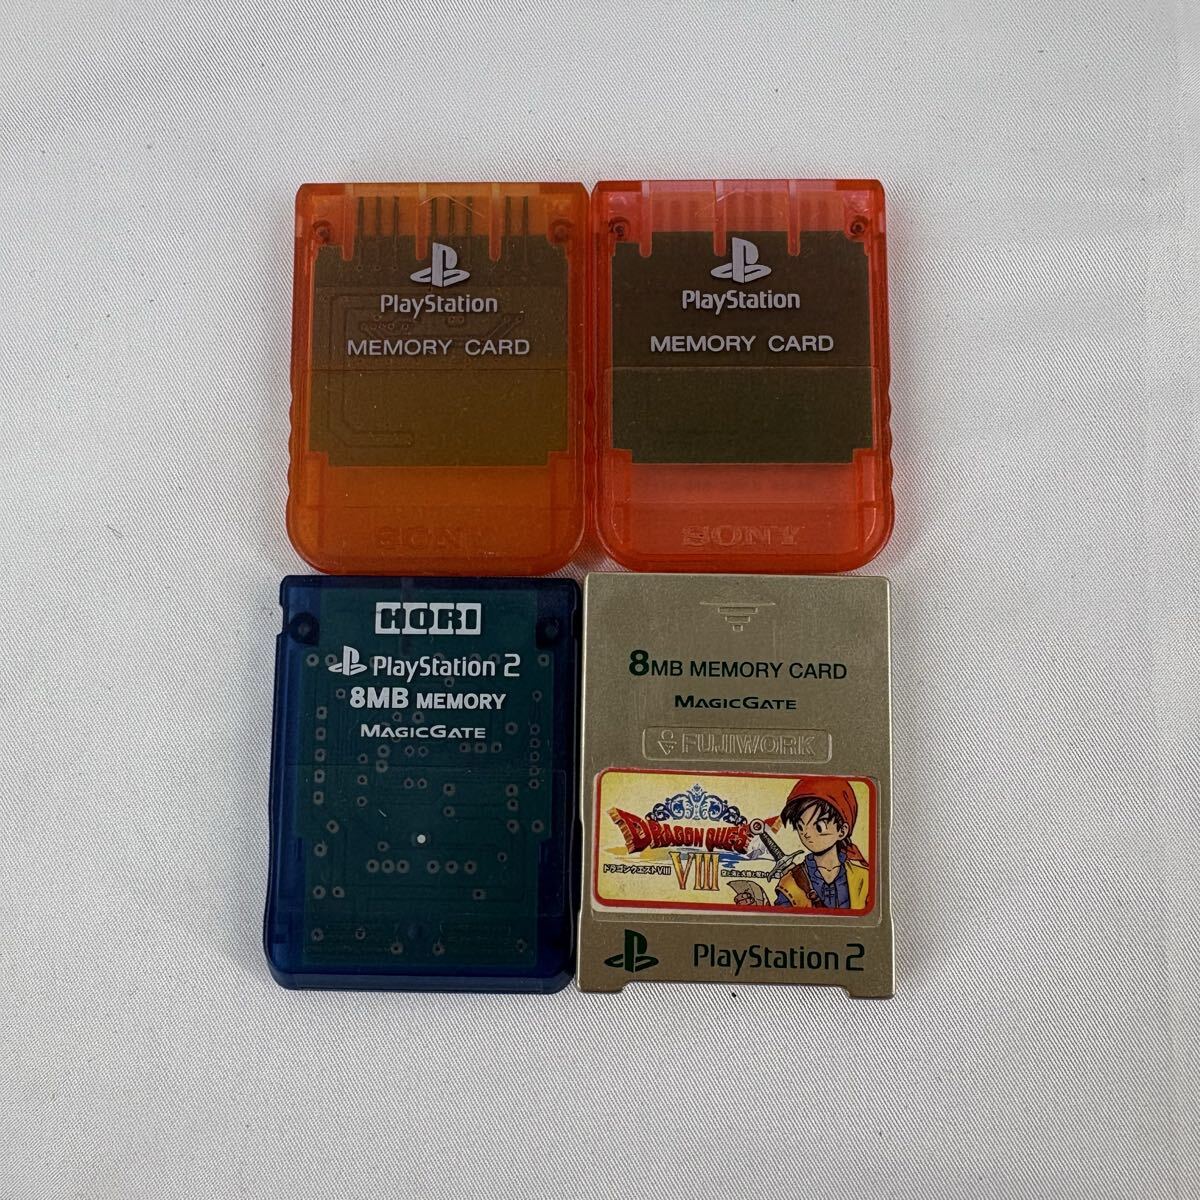 PlayStation
MEMORY CARD
SONY
PlayStation
MEMORY CARD
SONY
HORI
PlayStation 2
8MB MEMORY
MAGICGATE
8MB MEMORY CARD
MAGICGATE
FUJIWORK
DRAGON QUEST
VIII
ドラゴンクエストVIII
PlayStation 2